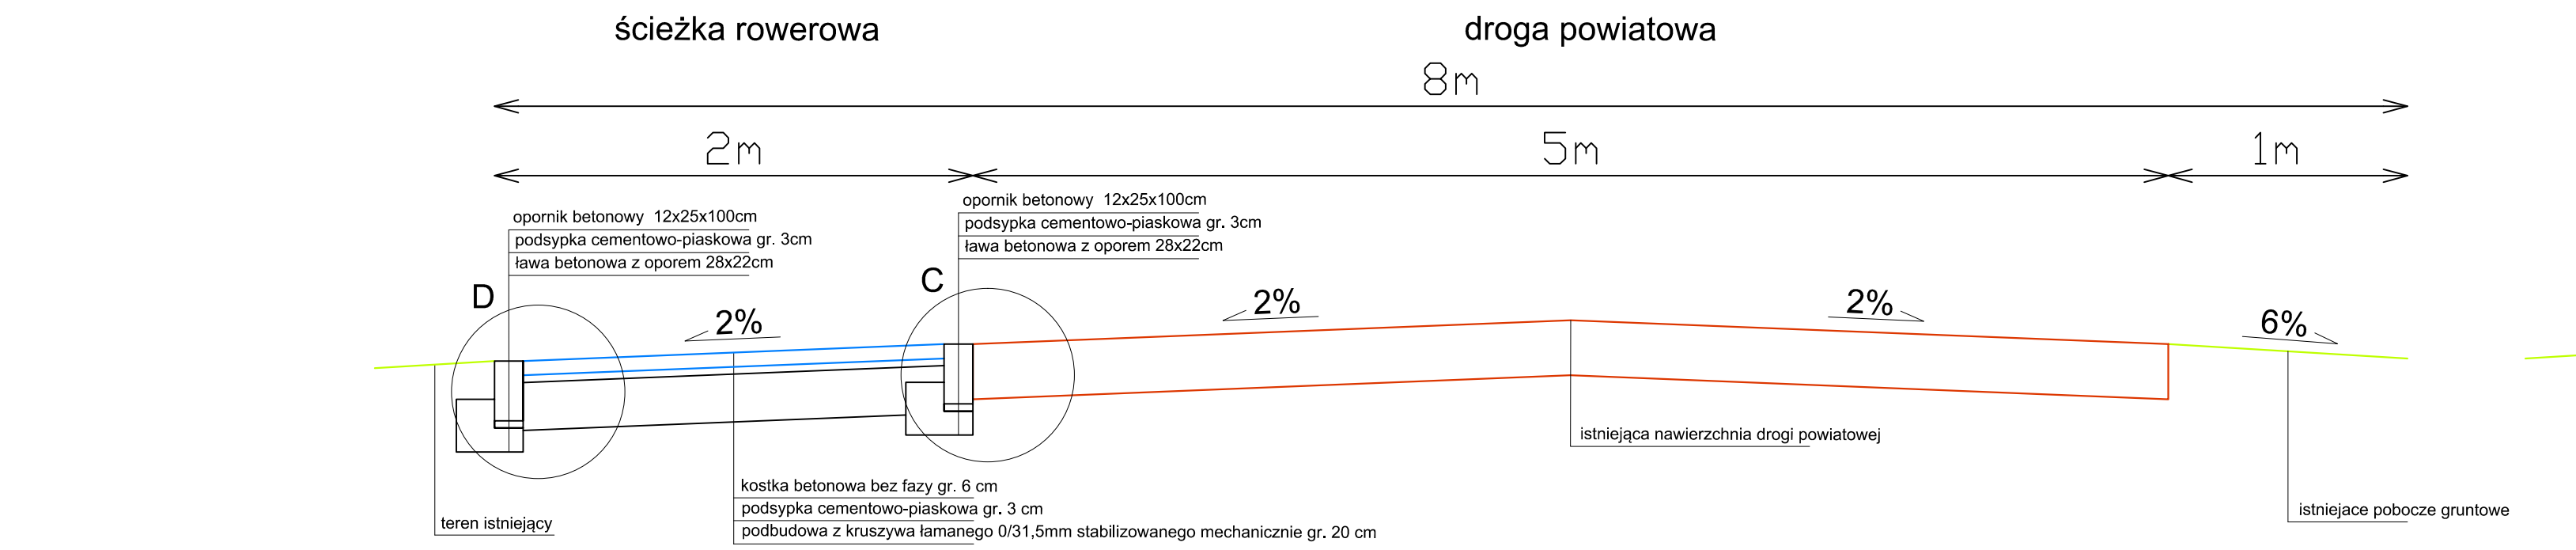 ścieżka rowerowa
droga powiatowa
8m
2m
5m
1m
opornik betonowy 12x25x100cm
podsypka cementowo-piaskowa gr. 3cm
ława betonowa z oporem 28x22cm
opornik betonowy 12x25x100cm
podsypka cementowo-piaskowa gr. 3cm
ława betonowa z oporem 28x22cm
D
C
2%
2%
2%
6%
istniejąca nawierzchnia drogi powiatowej
kostka betonowa bez fazy gr. 6 cm
podsypka cementowo-piaskowa gr. 3 cm
podbudowa z kruszywa łamanego 0/31,5mm stabilizowanego mechanicznie gr. 20 cm
teren istniejący
istniejace pobocze gruntowe